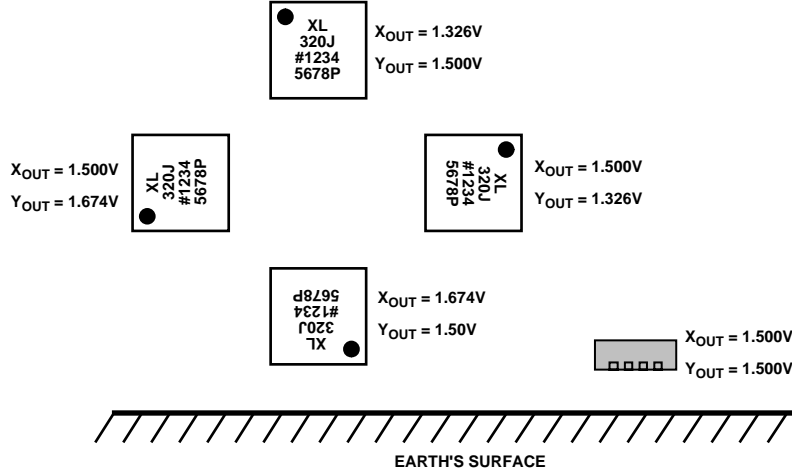 XL
320J
#1234
5678P
XOUT = 1.326V
YOUT = 1.500V
XOUT = 1.500V
YOUT = 1.674V
XL
320J
#1234
5678P
XL
320J
#1234
5678P
XOUT = 1.500V
YOUT = 1.326V
XL
320J
#1234
5678P
XOUT = 1.674V
YOUT = 1.50V
XOUT = 1.500V
YOUT = 1.500V
EARTH'S SURFACE